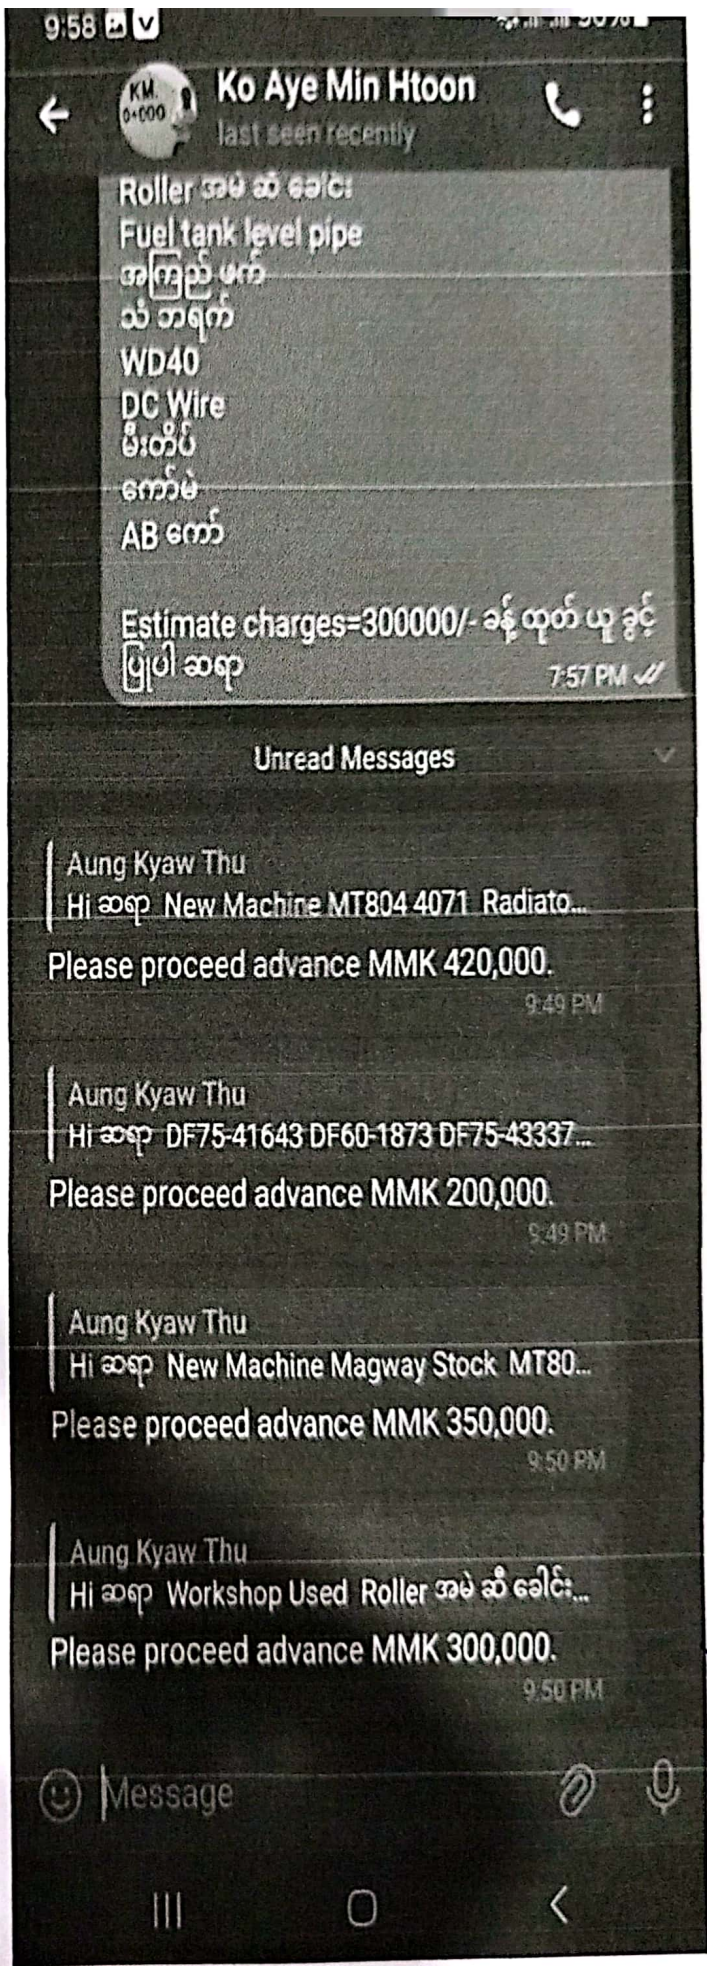 9:58
Ko Aye Min Htoon
KM.
0+000
last seen recently
Roller အမဲ ဆီ ခေါင်း
Fuel tank level pipe
အကြည် ဖက်
သံ ဘရက်
WD40
DC Wire
မီးတိပ်
ကော်မဲ
AB ကော်
Estimate charges=300000/- ခန့် ထုတ် ယူ ခွင့်
ပြုပါ ဆရာ
7:57 PM
Unread Messages
Aung Kyaw Thu
Hi ဆရာ New Machine MT804 4071 Radiato...
Please proceed advance MMK 420,000.
9:49 PM
Aung Kyaw Thu
Hi ဆရာ DF75-41643 DF60-1873 DF75-43337...
Please proceed advance MMK 200,000.
9:49 PM
Aung Kyaw Thu
Hi ဆရာ New Machine Magway Stock MT80...
Please proceed advance MMK 350,000.
9:50 PM
Aung Kyaw Thu
Hi ဆရာ Workshop Used Roller အမဲ ဆီ ခေါင်း...
Please proceed advance MMK 300,000.
9:50 PM
Message